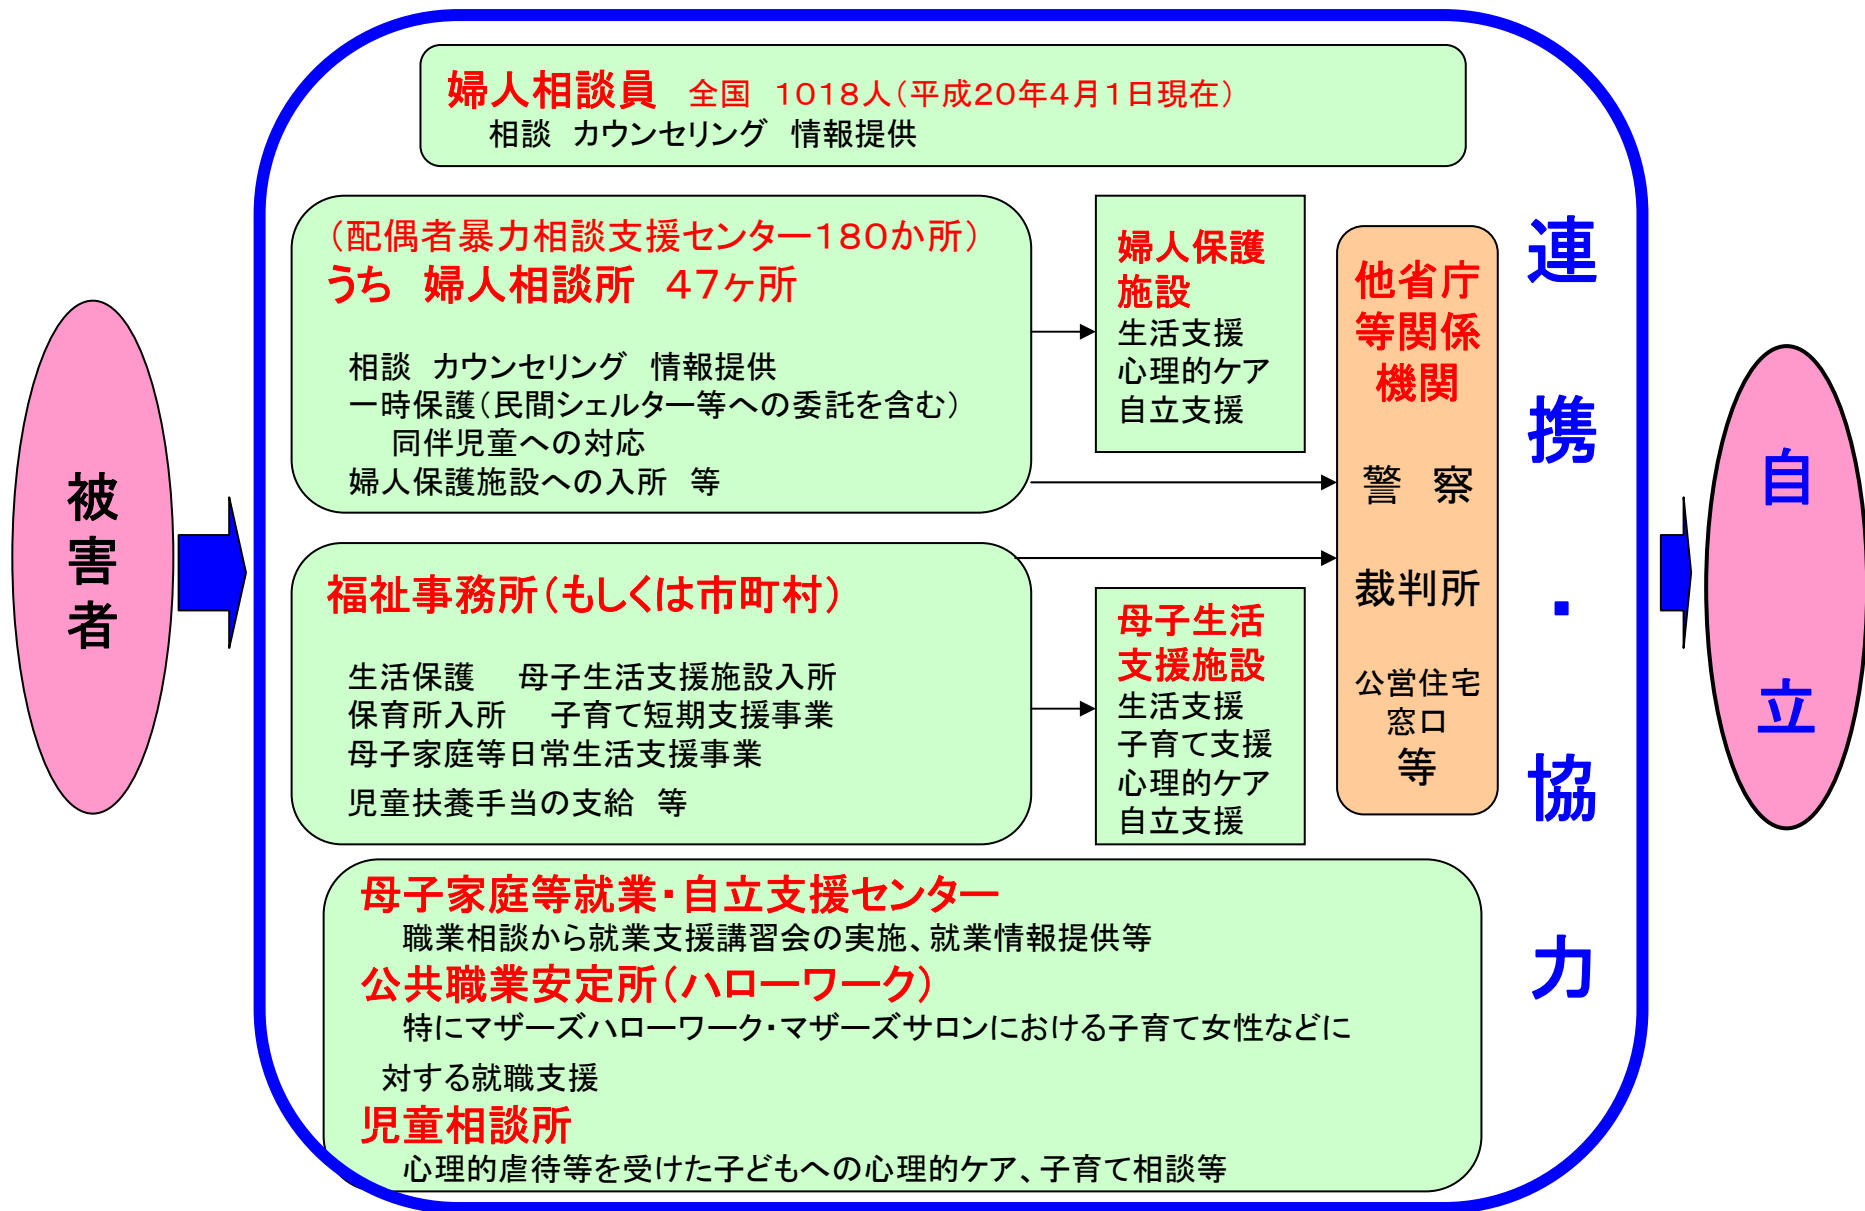 婦人相談員　全国　1018人（平成20年4月1日現在）
相談　カウンセリング　情報提供
（配偶者暴力相談支援センター180か所）
うち　婦人相談所　47ヶ所
相談　カウンセリング　情報提供
一時保護（民間シェルター等への委託を含む）
同伴児童への対応
婦人保護施設への入所　等
婦人保護
施設
生活支援
心理的ケア
自立支援
福祉事務所（もしくは市町村）
生活保護　母子生活支援施設入所
保育所入所　子育て短期支援事業
母子家庭等日常生活支援事業
児童扶養手当の支給　等
母子生活
支援施設
生活支援
子育て支援
心理的ケア
自立支援
他省庁
等関係
機関
警　察
裁判所
公営住宅
窓口
等
母子家庭等就業・自立支援センター
職業相談から就業支援講習会の実施、就業情報提供等
公共職業安定所（ハローワーク）
特にマザーズハローワーク・マザーズサロンにおける子育て女性などに
対する就職支援
児童相談所
心理的虐待等を受けた子どもへの心理的ケア、子育て相談等
被害者
連携・協力
自立